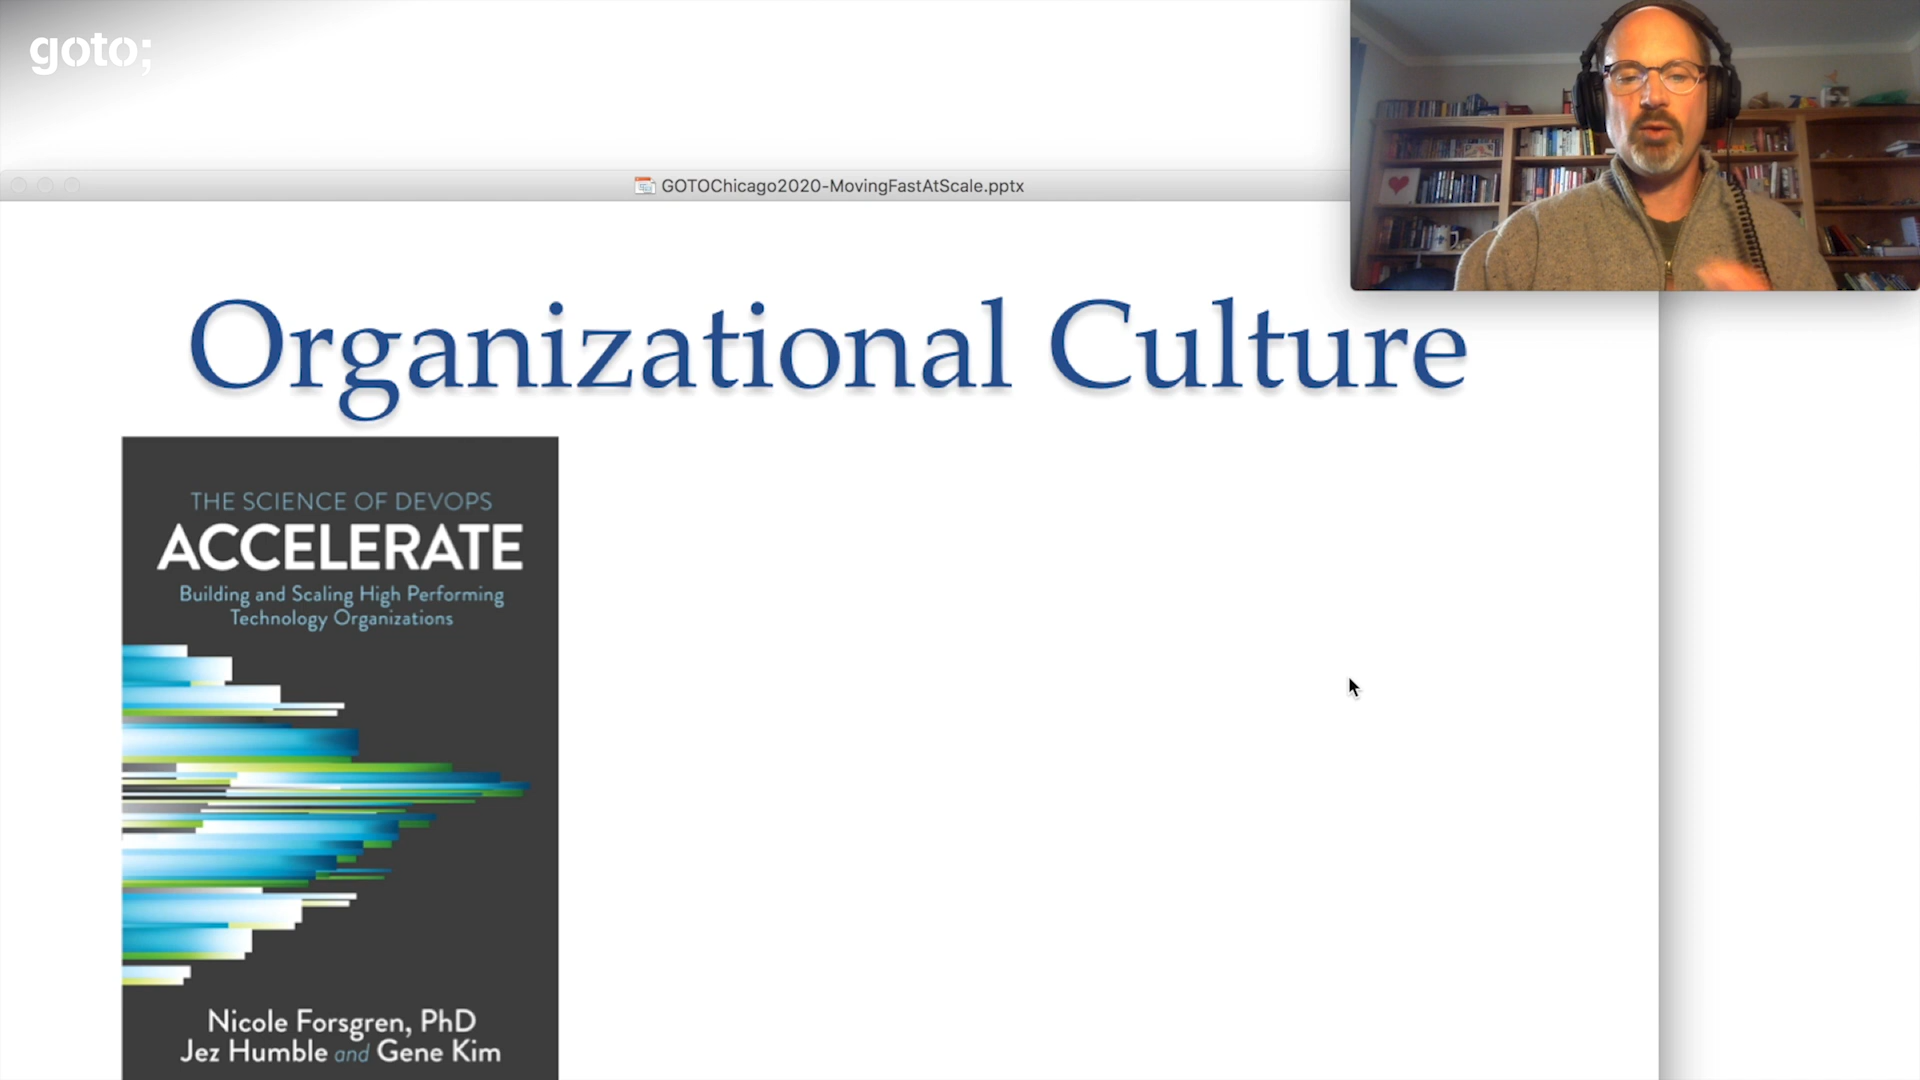 goto;
GOTOChicago2020-MovingFastAtScale.pptx
Organizational Culture
THE SCIENCE OF DEVOPS
ACCELERATE
Building and Scaling High Performing
Technology Organizations
Nicole Forsgren, PhD
Jez Humble and Gene Kim